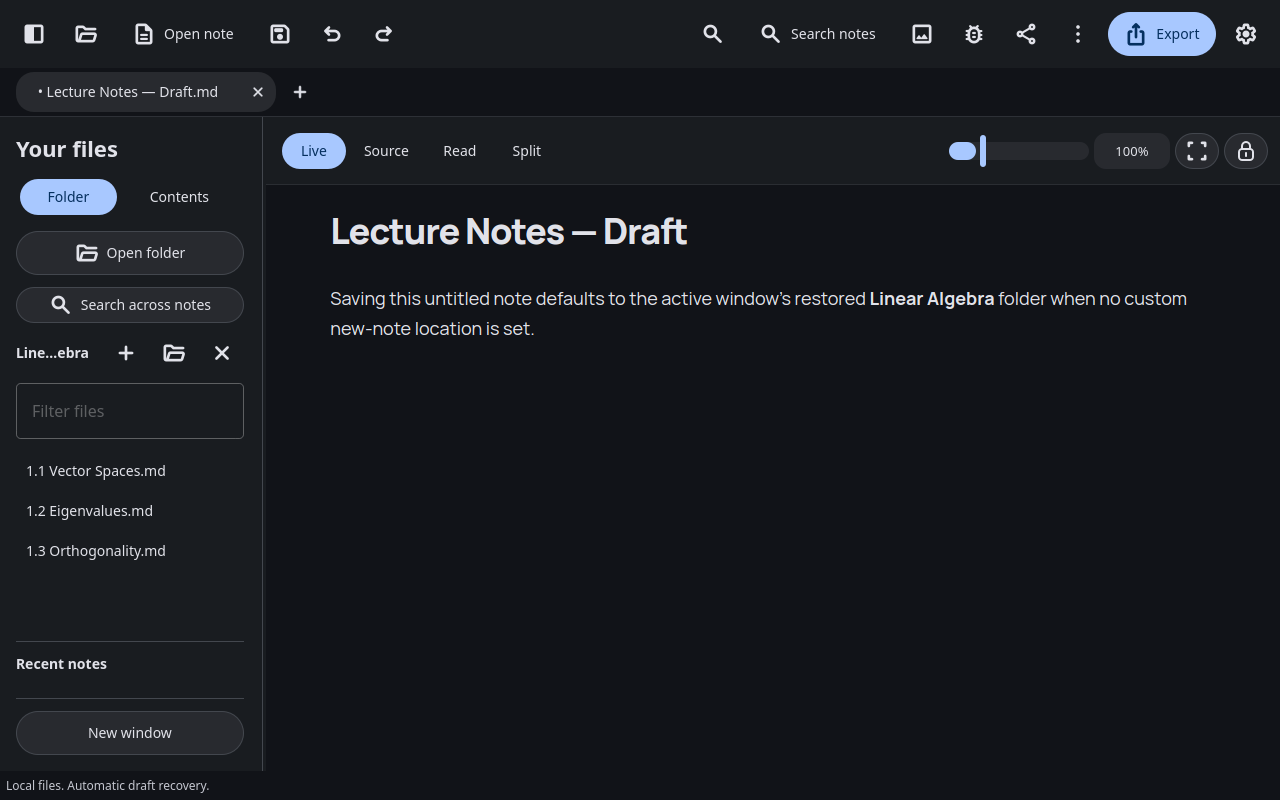 Open note
Search notes
Export
• Lecture Notes — Draft.md
Your files
Folder
Contents
Open folder
Search across notes
Line...ebra
Filter files
1.1 Vector Spaces.md
1.2 Eigenvalues.md
1.3 Orthogonality.md
Recent notes
New window
Live
Source
Read
Split
100%
Lecture Notes — Draft
Saving this untitled note defaults to the active window's restored Linear Algebra folder when no custom
new-note location is set.
Local files. Automatic draft recovery.